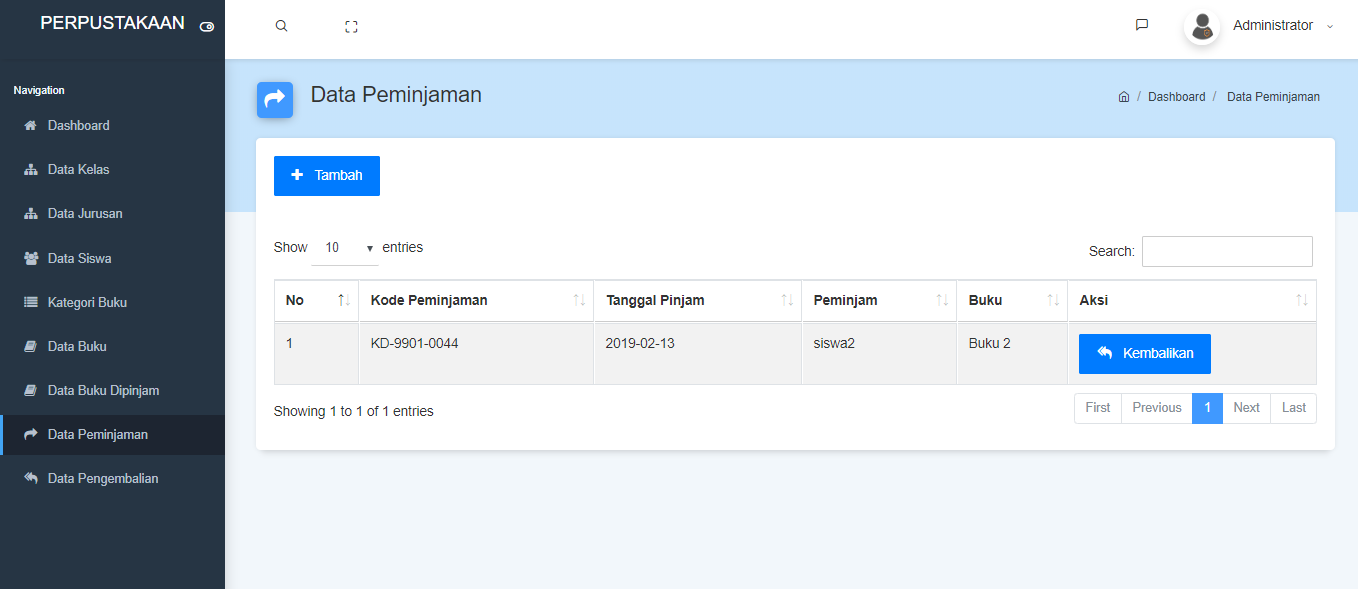 PERPUSTAKAAN
Administrator
Navigation
Dashboard
Data Kelas
Data Jurusan
Data Siswa
Kategori Buku
Data Buku
Data Buku Dipinjam
Data Peminjaman
Data Pengembalian
Data Peminjaman
/ Dashboard / Data Peminjaman
Tambah
Show 10 entries
Search:
No Kode Peminjaman Tanggal Pinjam Peminjam Buku Aksi
1 KD-9901-0044 2019-02-13 siswa2 Buku 2 Kembalikan
Showing 1 to 1 of 1 entries
First Previous 1 Next Last